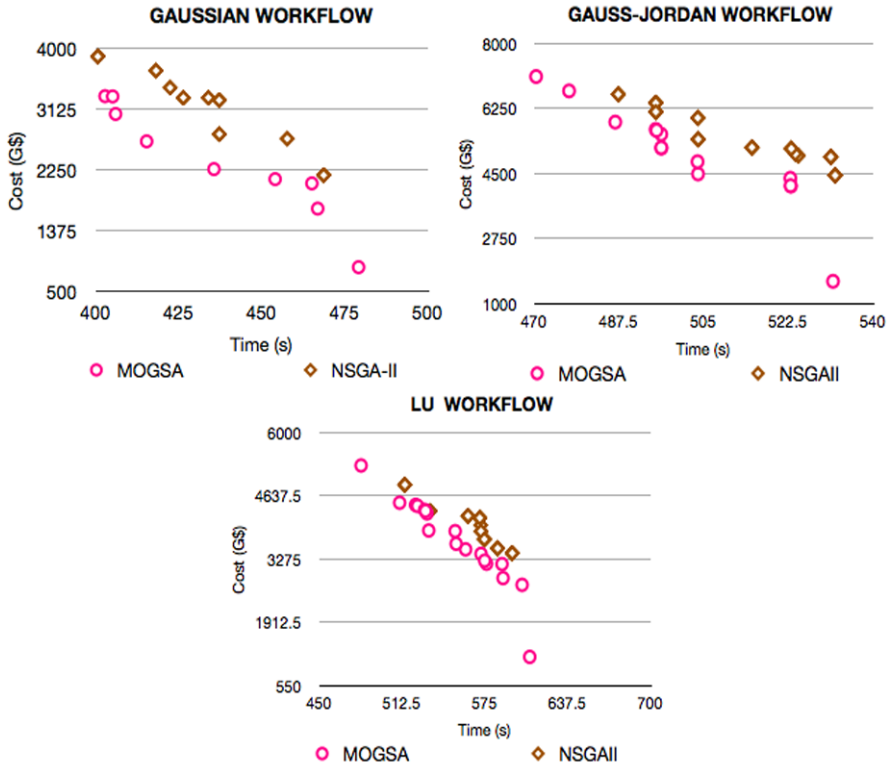 GAUSSIAN WORKFLOW
4000
3125
2250
1375
500
Cost (G$)
400 425 450 475 500
Time (s)
MOGSA NSGA-II
GAUSS-JORDAN WORKFLOW
8000
6250
4500
2750
1000
Cost (G$)
470 487.5 505 522.5 540
Time (s)
MOGSA NSGAII
LU WORKFLOW
6000
4637.5
3275
1912.5
550
Cost (G$)
450 512.5 575 637.5 700
Time (s)
MOGSA NSGAII